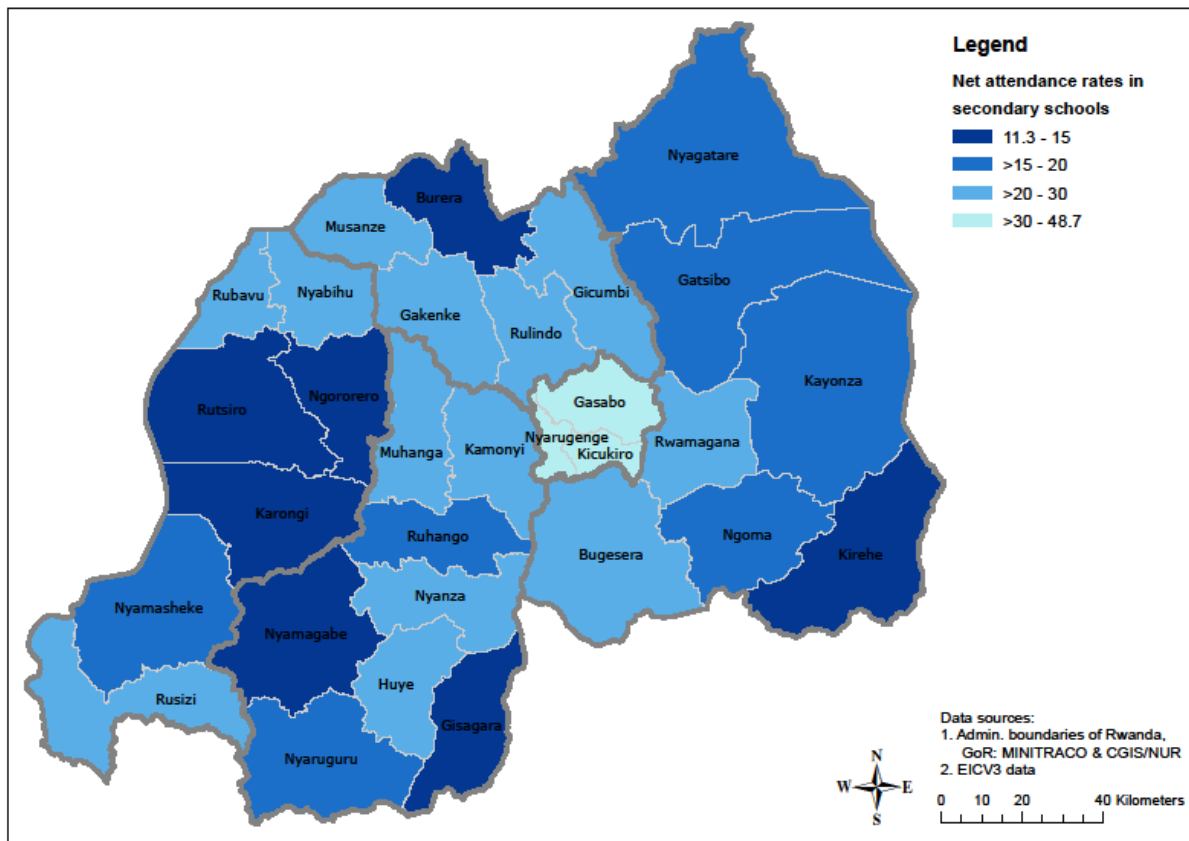 Legend
Net attendance rates in
secondary schools
11.3 - 15
>15 - 20
>20 - 30
>30 - 48.7
Nyagatare
Burera
Musanze
Gatsibo
Rubavu
Nyabihu
Gicumbi
Gakenke
Rulindo
Kayonza
Rutsiro
Ngororero
Gasabo
Nyarugenge
Kicukiro
Rwamagana
Muhanga
Kamonyi
Karongi
Ruhango
Ngoma
Bugesera
Kirehe
Nyamasheke
Nyanza
Nyamagabe
Huye
Rusizi
Gisagara
Nyaruguru
Data sources:
1. Admin. boundaries of Rwanda,
GoR: MINITRACO & CGIS/NUR
2. EICV3 data
N
W E
S
0 10 20 40 Kilometers